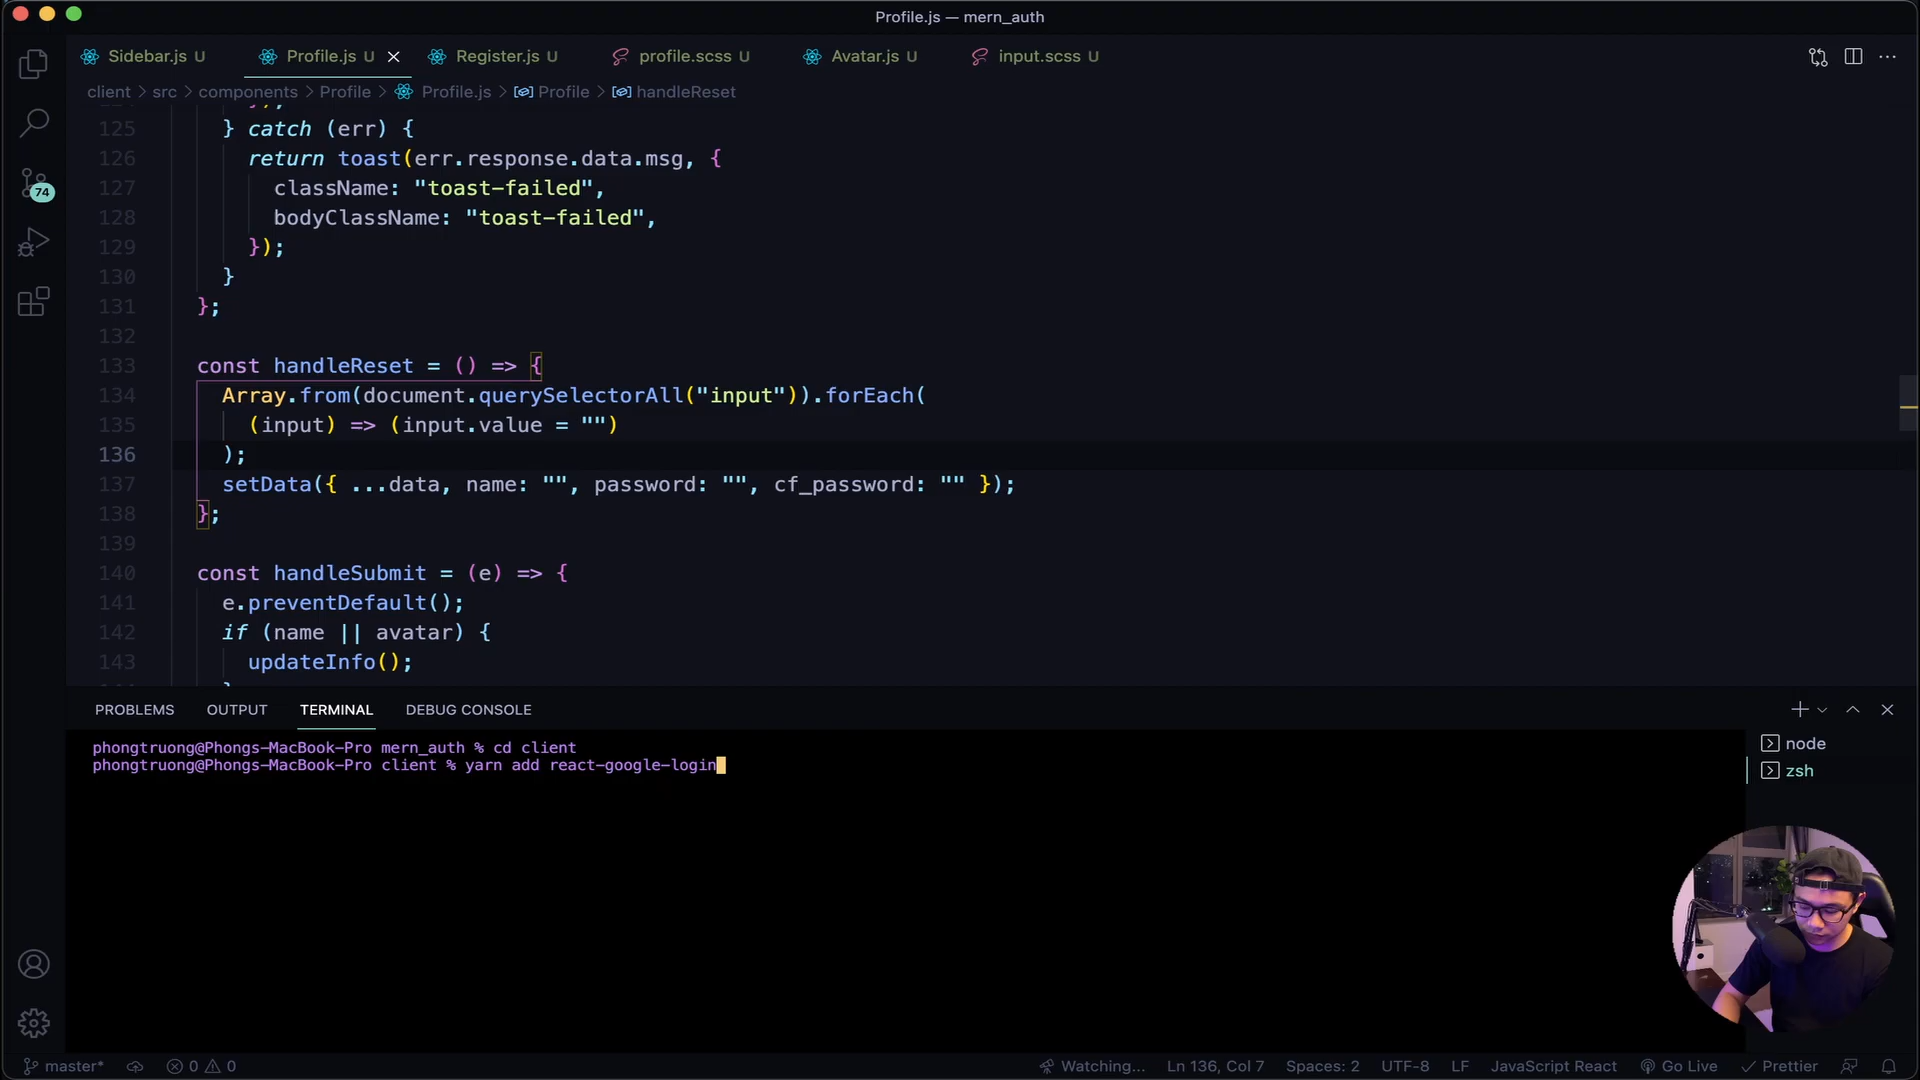 Profile.js — mern_auth
Sidebar.js U
Profile.js U
Register.js U
profile.scss U
Avatar.js U
input.scss U
client > src > components > Profile > Profile.js > Profile > handleReset
125 } catch (err) {
126 return toast(err.response.data.msg, {
127 className: "toast-failed",
128 bodyClassName: "toast-failed",
129 });
130 }
131 };
132
133 const handleReset = () => {
134 Array.from(document.querySelectorAll("input")).forEach(
135 (input) => (input.value = "")
136 );
137 setData({ ...data, name: "", password: "", cf_password: "" });
138 };
139
140 const handleSubmit = (e) => {
141 e.preventDefault();
142 if (name || avatar) {
143 updateInfo();
74
PROBLEMS OUTPUT TERMINAL DEBUG CONSOLE
phongtruong@Phongs-MacBook-Pro mern_auth % cd client
phongtruong@Phongs-MacBook-Pro client % yarn add react-google-login
node
zsh
master* 0 0 Watching... Ln 136, Col 7 Spaces: 2 UTF-8 LF JavaScript React Go Live Prettier